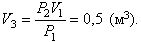 V₃ = P₂V₁ / P₁ = 0,5 (м³).